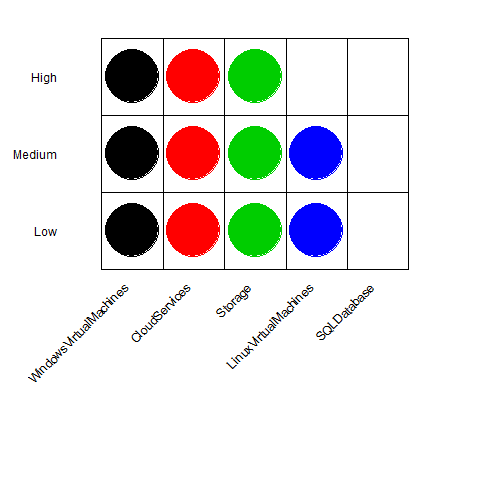 High
Medium
Low
WindowsVirtualMachines
CloudServices
Storage
LinuxVirtualMachines
SQLDatabase